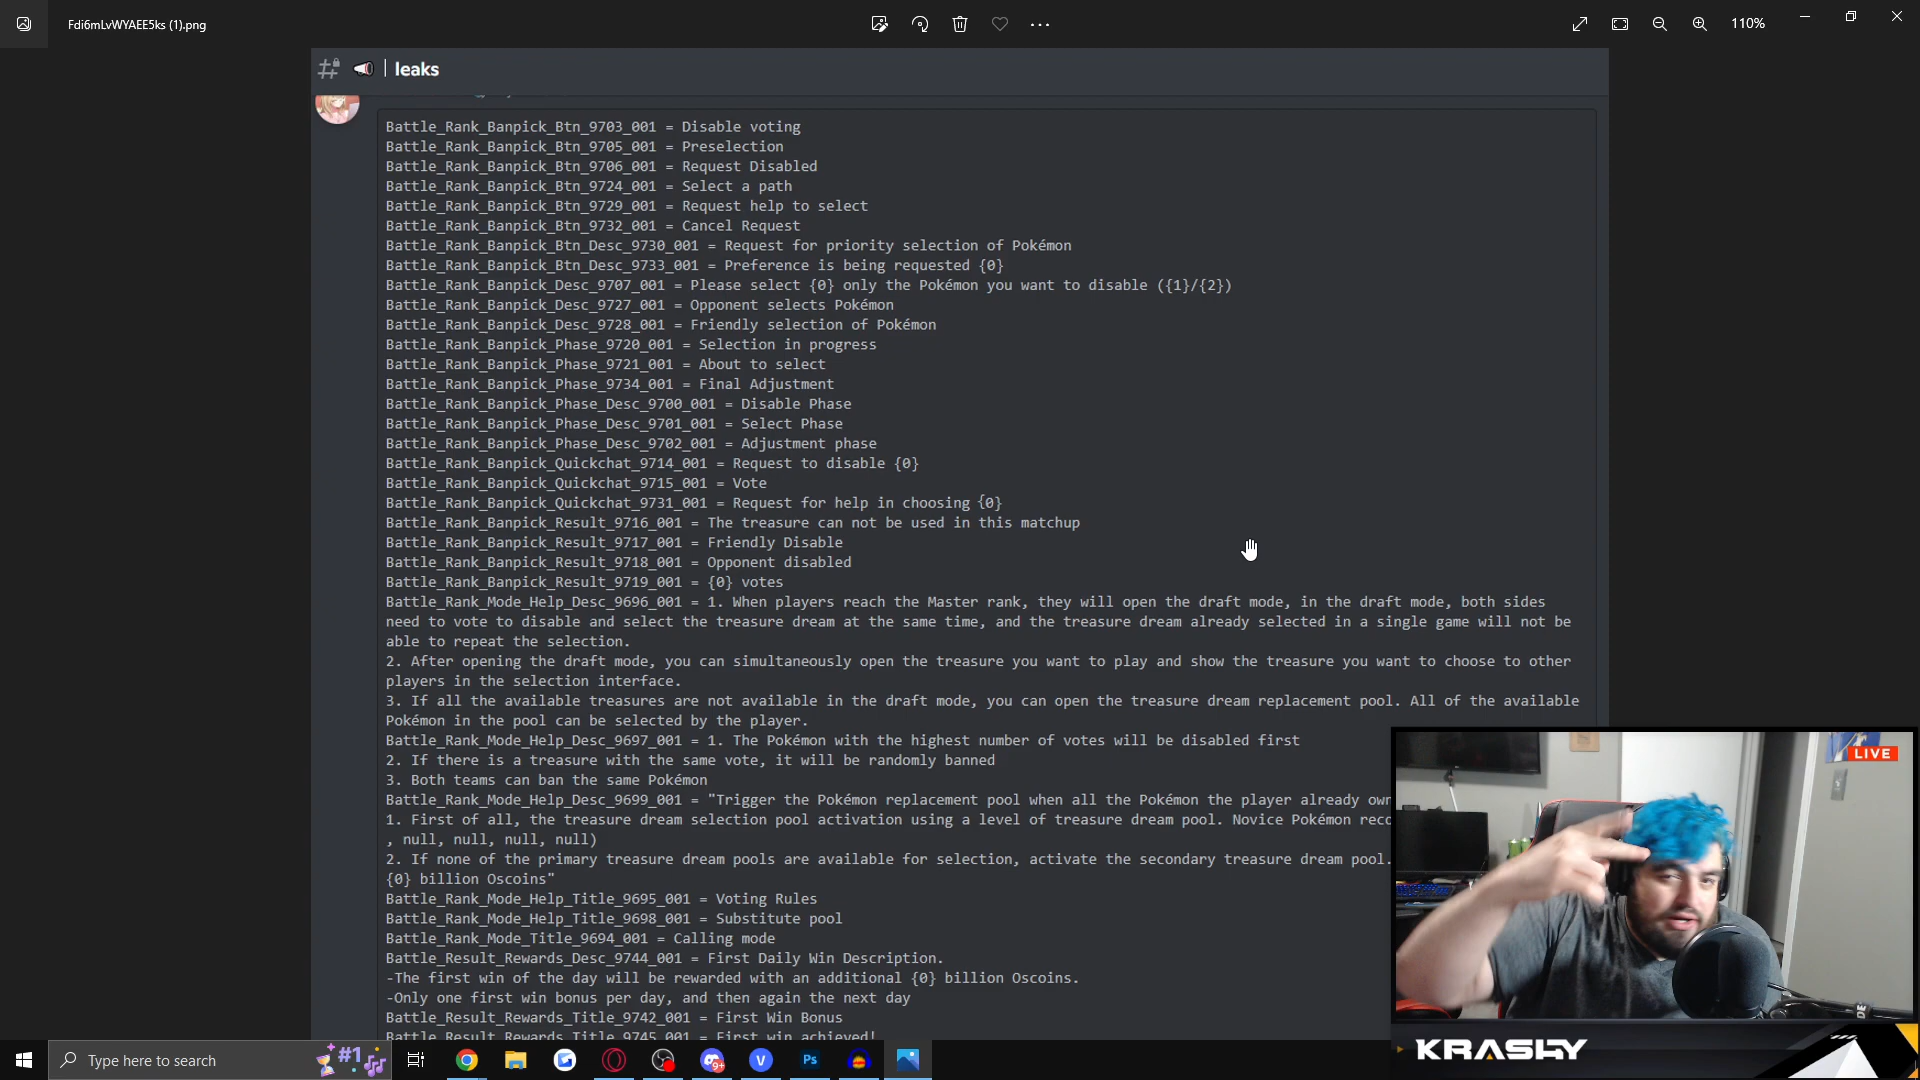 Fdi6mLvWYAEE5ks (1).png
110%
leaks
Battle_Rank_Banpick_Btn_9703_001 = Disable voting
Battle_Rank_Banpick_Btn_9705_001 = Preselection
Battle_Rank_Banpick_Btn_9706_001 = Request Disabled
Battle_Rank_Banpick_Btn_9724_001 = Select a path
Battle_Rank_Banpick_Btn_9729_001 = Request help to select
Battle_Rank_Banpick_Btn_9732_001 = Cancel Request
Battle_Rank_Banpick_Btn_Desc_9730_001 = Request for priority selection of Pokémon
Battle_Rank_Banpick_Btn_Desc_9733_001 = Preference is being requested {0}
Battle_Rank_Banpick_Desc_9707_001 = Please select {0} only the Pokémon you want to disable ({1}/{2})
Battle_Rank_Banpick_Desc_9727_001 = Opponent selects Pokémon
Battle_Rank_Banpick_Desc_9728_001 = Friendly selection of Pokémon
Battle_Rank_Banpick_Phase_9720_001 = Selection in progress
Battle_Rank_Banpick_Phase_9721_001 = About to select
Battle_Rank_Banpick_Phase_9734_001 = Final Adjustment
Battle_Rank_Banpick_Phase_Desc_9700_001 = Disable Phase
Battle_Rank_Banpick_Phase_Desc_9701_001 = Select Phase
Battle_Rank_Banpick_Phase_Desc_9702_001 = Adjustment phase
Battle_Rank_Banpick_Quickchat_9714_001 = Request to disable {0}
Battle_Rank_Banpick_Quickchat_9715_001 = Vote
Battle_Rank_Banpick_Quickchat_9731_001 = Request for help in choosing {0}
Battle_Rank_Banpick_Result_9716_001 = The treasure can not be used in this matchup
Battle_Rank_Banpick_Result_9717_001 = Friendly Disable
Battle_Rank_Banpick_Result_9718_001 = Opponent disabled
Battle_Rank_Banpick_Result_9719_001 = {0} votes
Battle_Rank_Mode_Help_Desc_9696_001 = 1. When players reach the Master rank, they will open the draft mode, in the draft mode, both sides
need to vote to disable and select the treasure dream at the same time, and the treasure dream already selected in a single game will not be
able to repeat the selection.
2. After opening the draft mode, you can simultaneously open the treasure you want to play and show the treasure you want to choose to other
players in the selection interface.
3. If all the available treasures are not available in the draft mode, you can open the treasure dream replacement pool. All of the available
Pokémon in the pool can be selected by the player.
Battle_Rank_Mode_Help_Desc_9697_001 = 1. The Pokémon with the highest number of votes will be disabled first
2. If there is a treasure with the same vote, it will be randomly banned
3. Both teams can ban the same Pokémon
Battle_Rank_Mode_Help_Desc_9699_001 = "Trigger the Pokémon replacement pool when all the Pokémon the player already
1. First of all, the treasure dream selection pool activation using a level of treasure dream pool. Novice Pokémon
, null, null, null, null)
2. If none of the primary treasure dream pools are available for selection, activate the secondary treasure dream pool.
{0} billion Oscoins"
Battle_Rank_Mode_Help_Title_9695_001 = Voting Rules
Battle_Rank_Mode_Help_Title_9698_001 = Substitute pool
Battle_Rank_Mode_Title_9694_001 = Calling mode
Battle_Result_Rewards_Desc_9744_001 = First Daily Win Description.
-The first win of the day will be rewarded with an additional {0} billion Oscoins.
-Only one first win bonus per day, and then again the next day
Battle_Result_Rewards_Title_9742_001 = First Win Bonus
Battle_Result_Rewards_Title_9745_001 = First win achieved!
LIVE
KRASHY
Type here to search
#1
9+
V
Ps